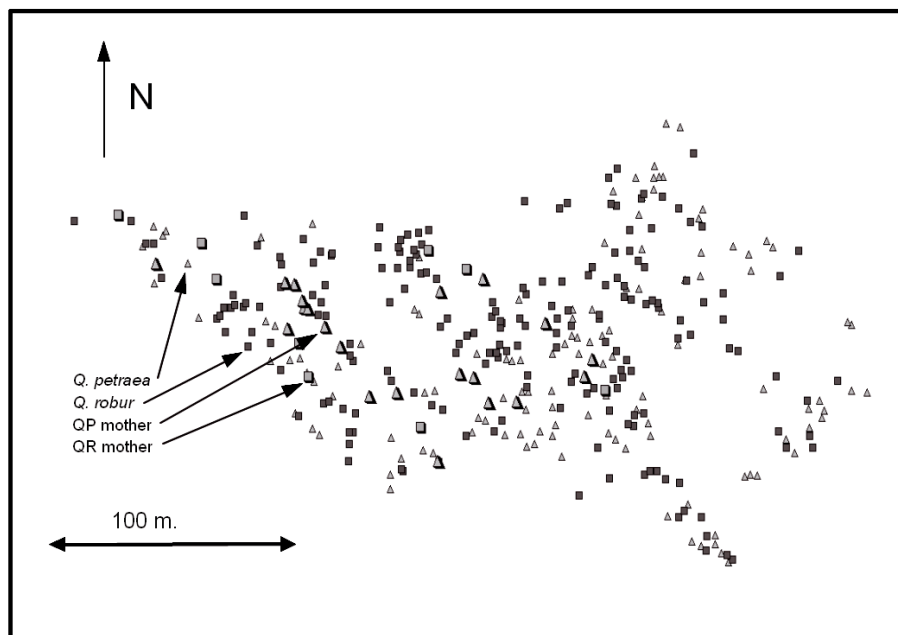 N
Q. petraea
Q. robur
QP mother
QR mother
100 m.